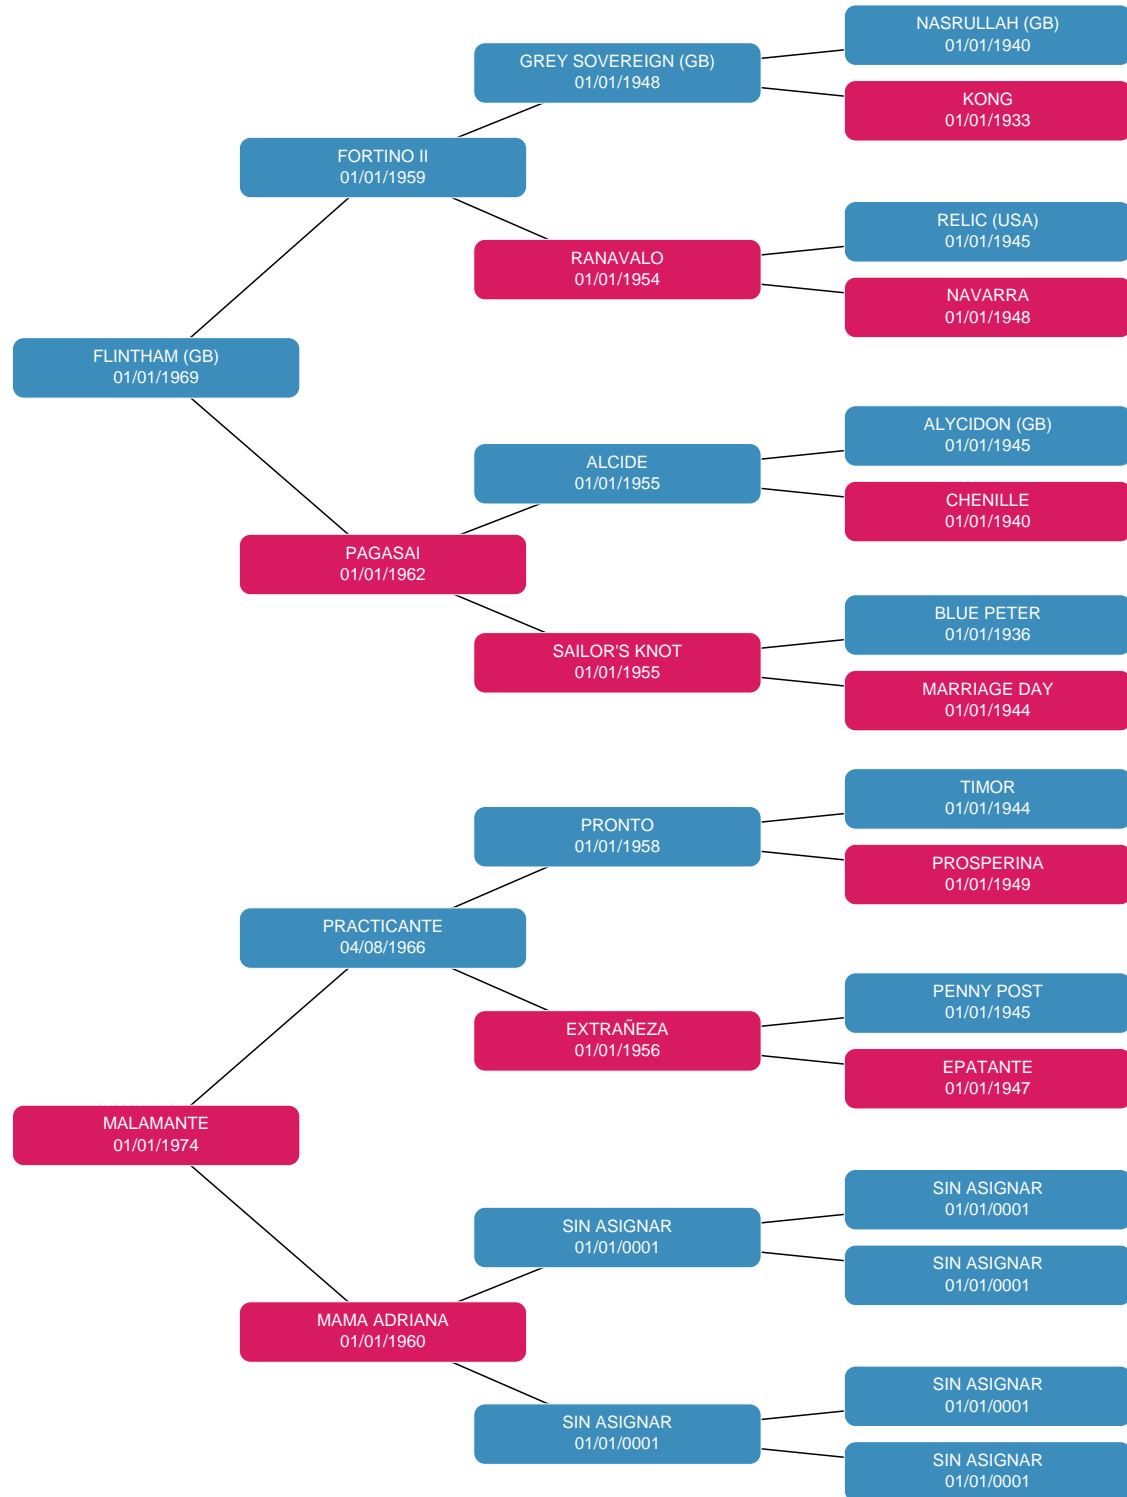 NASRULLAH (GB)
01/01/1940
GREY SOVEREIGN (GB)
01/01/1948
KONG
01/01/1933
FORTINO II
01/01/1959
RELIC (USA)
01/01/1945
RANAVALO
01/01/1954
NAVARRA
01/01/1948
FLINTHAM (GB)
01/01/1969
ALYCIDON (GB)
01/01/1945
ALCIDE
01/01/1955
CHENILLE
01/01/1940
PAGASAI
01/01/1962
BLUE PETER
01/01/1936
SAILOR'S KNOT
01/01/1955
MARRIAGE DAY
01/01/1944
TIMOR
01/01/1944
PRONTO
01/01/1958
PROSPERINA
01/01/1949
PRACTICANTE
04/08/1966
PENNY POST
01/01/1945
EXTRAÑEZA
01/01/1956
EPATANTE
01/01/1947
MALAMANTE
01/01/1974
SIN ASIGNAR
01/01/0001
SIN ASIGNAR
01/01/0001
SIN ASIGNAR
01/01/0001
MAMA ADRIANA
01/01/1960
SIN ASIGNAR
01/01/0001
SIN ASIGNAR
01/01/0001
SIN ASIGNAR
01/01/0001